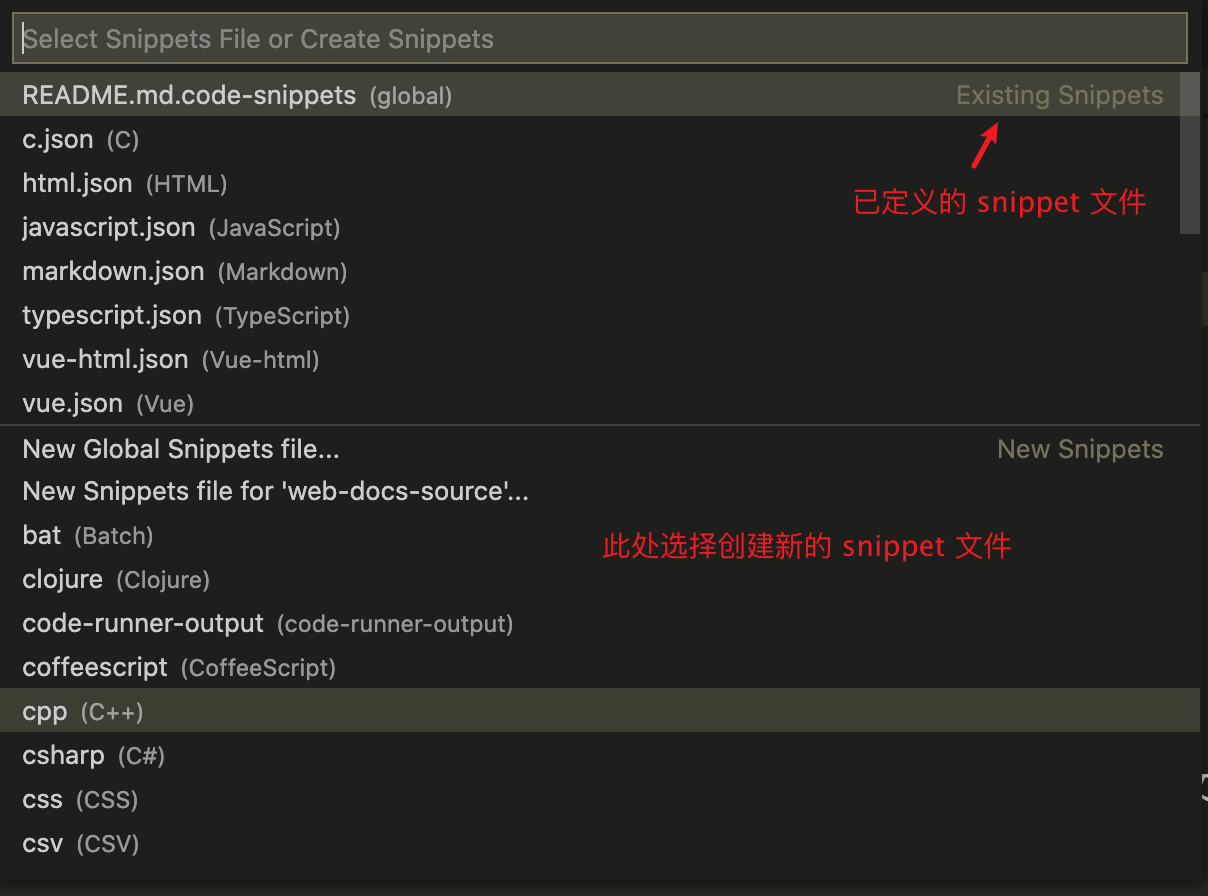 Select Snippets File or Create Snippets
README.md.code-snippets (global) Existing Snippets
c.json (C)
html.json (HTML)
已定义的 snippet 文件
javascript.json (JavaScript)
markdown.json (Markdown)
typescript.json (TypeScript)
vue-html.json (Vue-html)
vue.json (Vue)
New Global Snippets file... New Snippets
New Snippets file for 'web-docs-source'...
bat (Batch)
此处选择创建新的 snippet 文件
clojure (Clojure)
code-runner-output (code-runner-output)
coffeescript (CoffeeScript)
cpp (C++)
csharp (C#)
css (CSS)
csv (CSV)